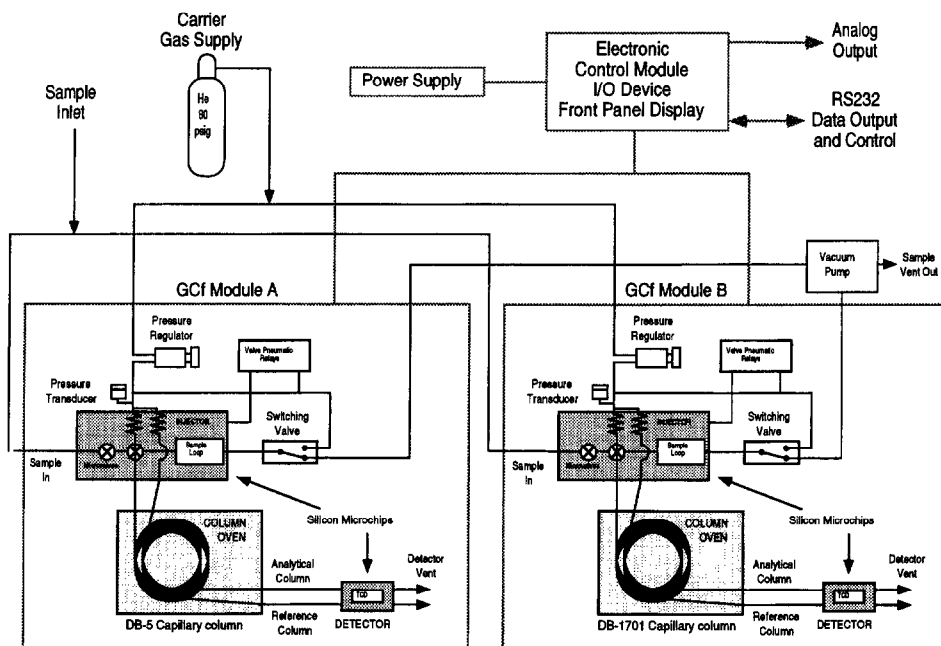 Carrier
Gas Supply
Sample
Inlet
He
90
psig
Power Supply
Electronic
Control Module
I/O Device
Front Panel Display
Analog
Output
RS232
Data Output
and Control
Vacuum
Pump
Sample
Vent Out
GCf Module A
Pressure
Regulator
Valve Pneumatic
Relays
Pressure
Transducer
INJECTOR
Switching
Valve
Sample
Loop
Sample
In
Silicon Microchips
COLUMN
OVEN
Analytical
Column
Detector
Vent
TCD
Reference
Column
DETECTOR
DB-5 Capillary column
GCf Module B
Pressure
Regulator
Valve Pneumatic
Relays
Pressure
Transducer
INJECTOR
Switching
Valve
Sample
Loop
Sample
In
Silicon Microchips
COLUMN
OVEN
Analytical
Column
Detector
Vent
TCD
Reference
Column
DETECTOR
DB-1701 Capillary column